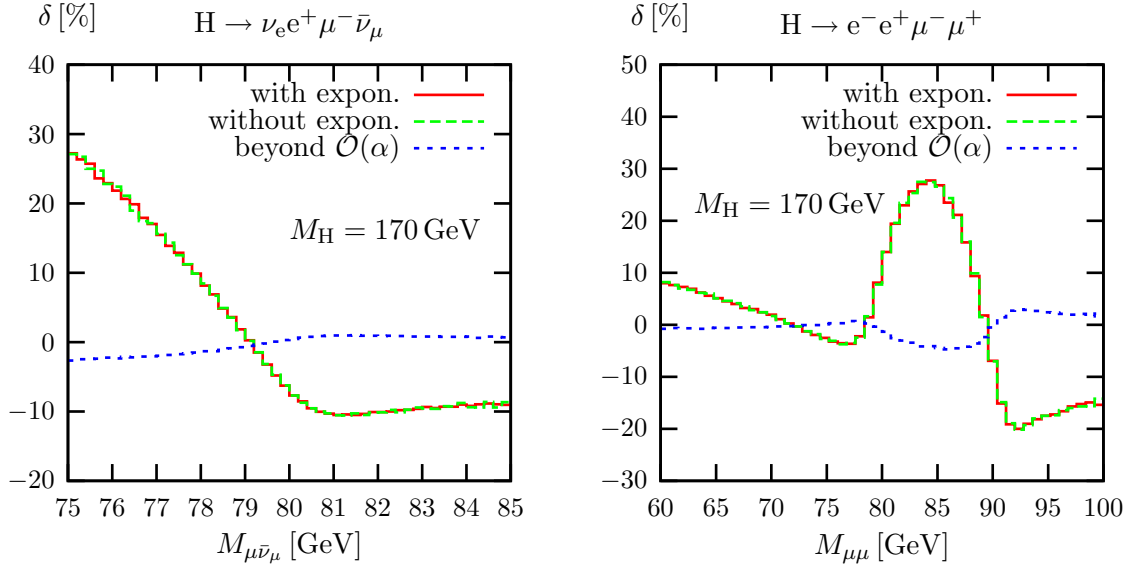 δ [%]
H → νₑe⁺μ⁻ν̄_μ
40
30
20
10
0
−10
−20
with expon.
without expon.
beyond 𝒪(α)
M_H = 170 GeV
75 76 77 78 79 80 81 82 83 84 85
M_{μν̄_μ} [GeV]
δ [%]
H → e⁻e⁺μ⁻μ⁺
50
40
30
20
10
0
−10
−20
−30
with expon.
without expon.
beyond 𝒪(α)
M_H = 170 GeV
60 65 70 75 80 85 90 95 100
M_{μμ} [GeV]